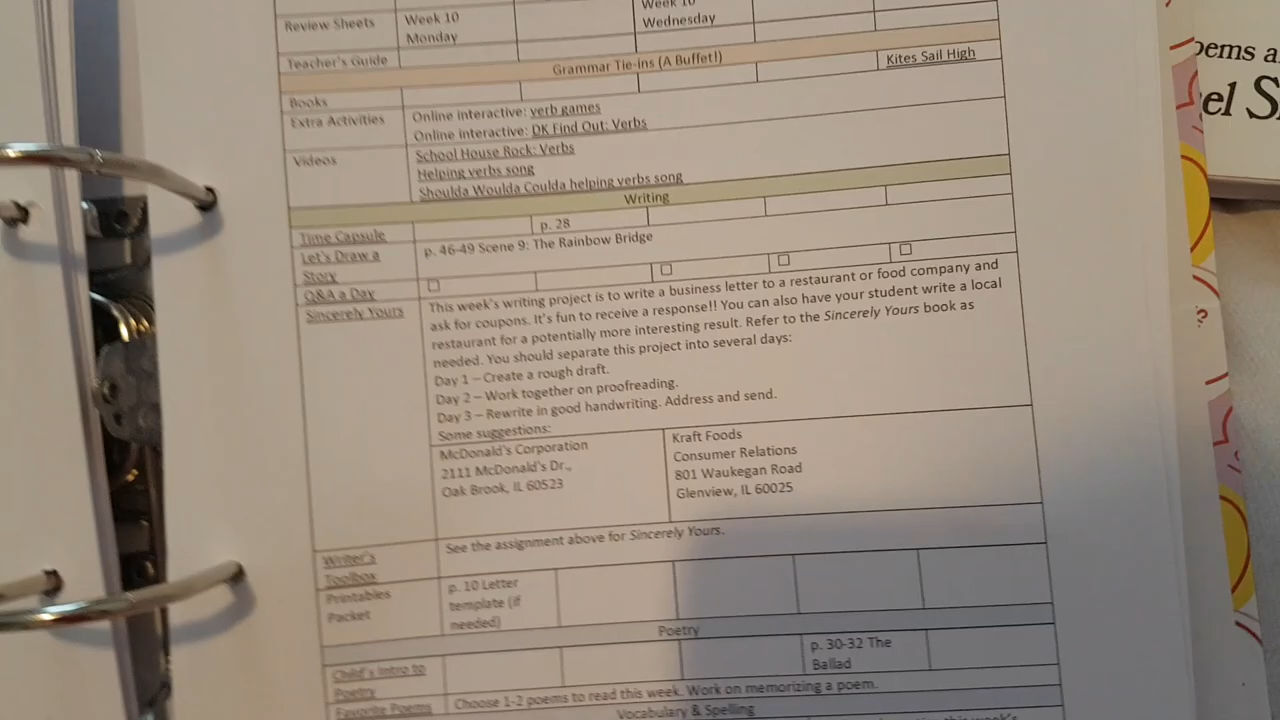 Week 10
Review Sheets
Week 10
Monday
Wednesday
Teacher's Guide
Grammar Tie-ins (A Buffet!)
Kites Sail High
Books
Extra Activities
Online interactive: verb games
Online interactive: DK Find Out: Verbs
Videos
School House Rock: Verbs
Helping verbs song
Shoulda Woulda Coulda helping verbs song
Writing
Time Capsule
p. 28
Let's Draw a
Story
p. 46-49 Scene 9: The Rainbow Bridge
Q&A a Day
Sincerely Yours
This week's writing project is to write a business letter to a restaurant or food company and
ask for coupons. It's fun to receive a response!! You can also have your student write a local
restaurant for a potentially more interesting result. Refer to the Sincerely Yours book as
needed. You should separate this project into several days:
Day 1 – Create a rough draft.
Day 2 – Work together on proofreading.
Day 3 – Rewrite in good handwriting. Address and send.
Some suggestions:
McDonald's Corporation
2111 McDonald's Dr.,
Oak Brook, IL 60523
Kraft Foods
Consumer Relations
801 Waukegan Road
Glenview, IL 60025
Writer's
Toolbox
See the assignment above for Sincerely Yours.
Printables
Packet
p. 10 Letter
template (if
needed)
Poetry
Child's Intro to
Poetry
p. 30-32 The
Ballad
Favorite Poems
Choose 1-2 poems to read this week. Work on memorizing a poem.
Vocabulary & Spelling
this week's